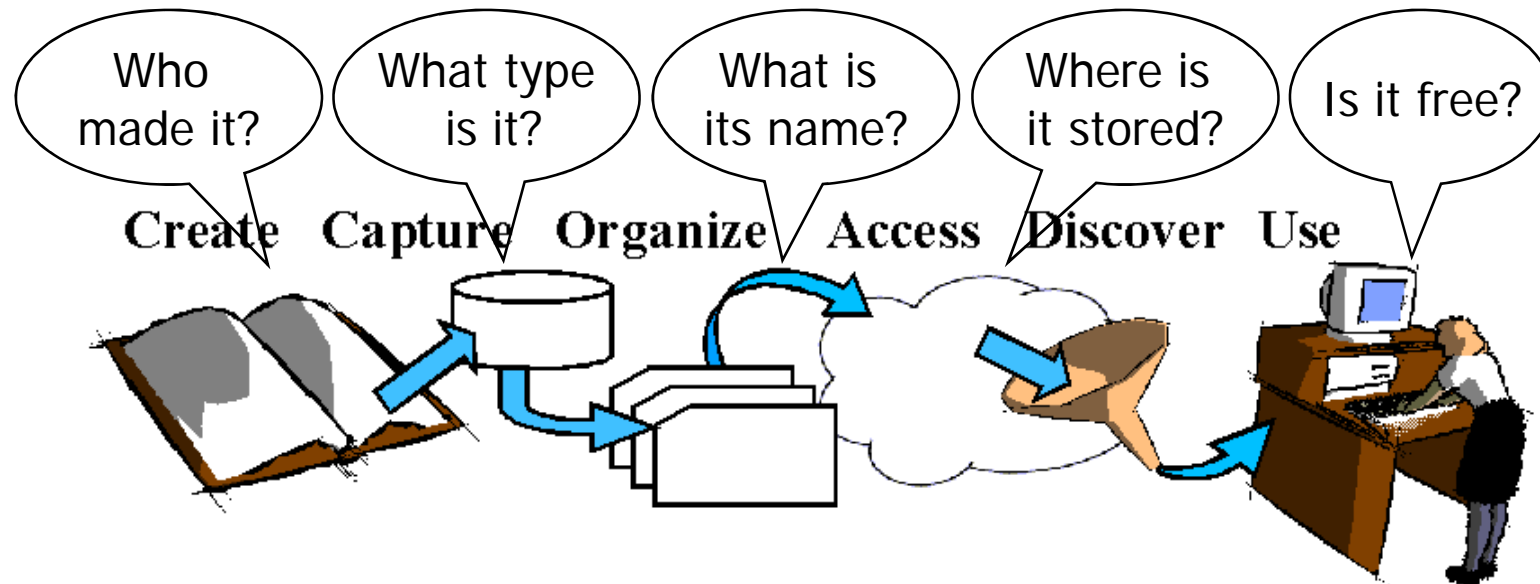 Who
made it?
What type
is it?
What is
its name?
Where is
it stored?
Is it free?
Create Capture Organize Access Discover Use